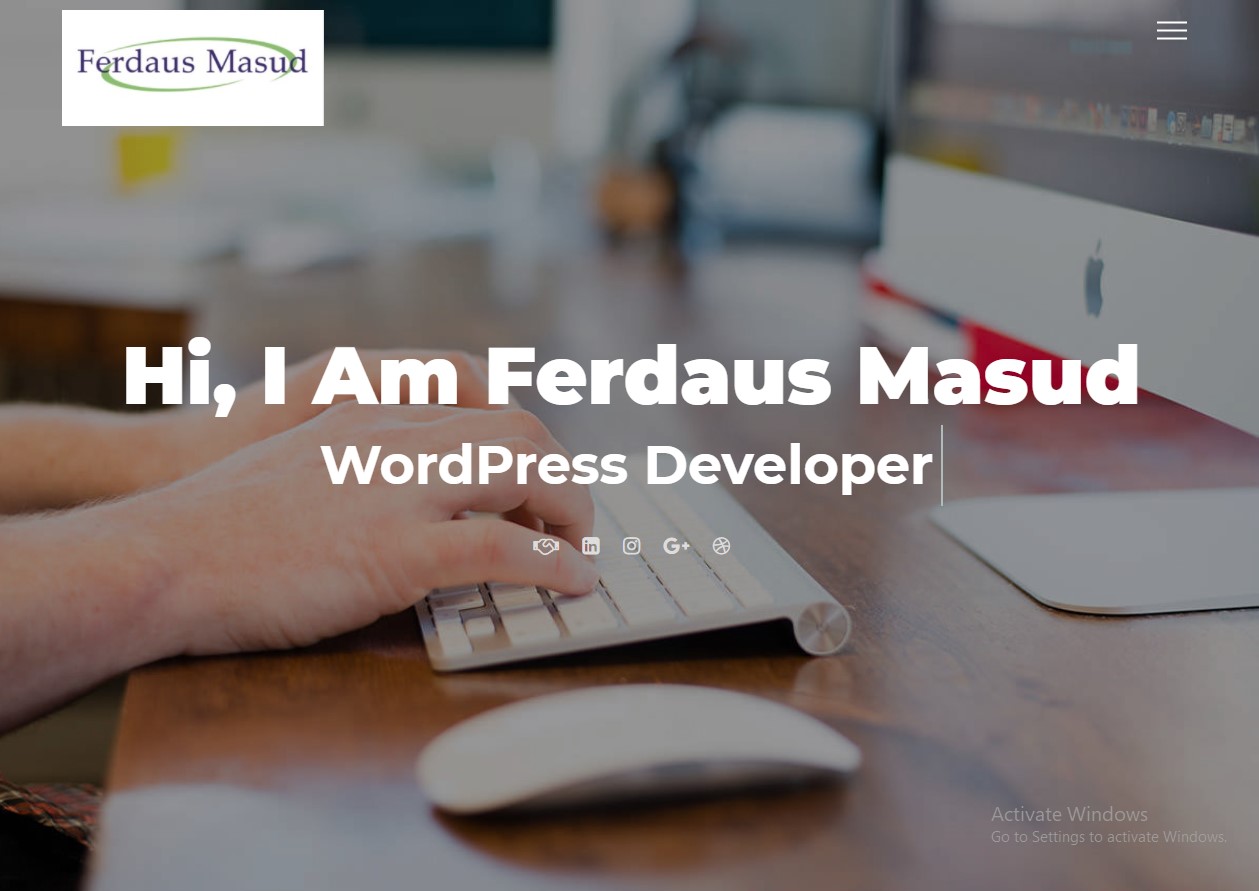 Ferdaus Masud
Hi, I Am Ferdaus Masud
WordPress Developer
Activate Windows
Go to Settings to activate Windows.